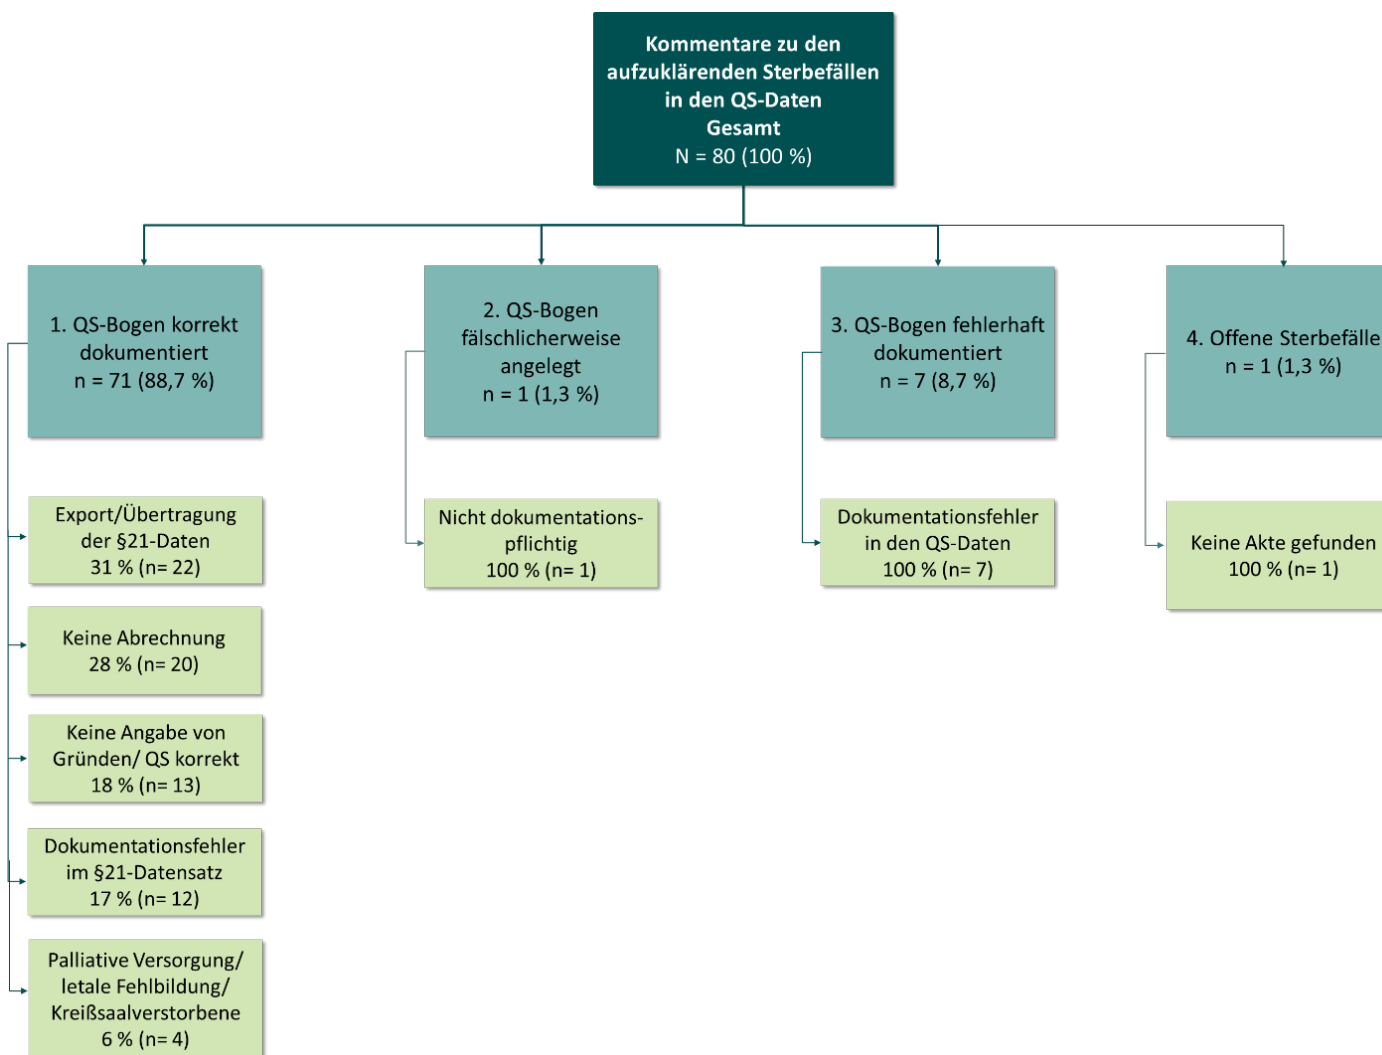 Kommentare zu den
aufzuklärenden Sterbefällen
in den QS-Daten
Gesamt
N = 80 (100 %)
1. QS-Bogen korrekt
dokumentiert
n = 71 (88,7 %)
2. QS-Bogen
fälschlicherweise
angelegt
n = 1 (1,3 %)
3. QS-Bogen fehlerhaft
dokumentiert
n = 7 (8,7 %)
4. Offene Sterbefälle
n = 1 (1,3 %)
Export/Übertragung
der §21-Daten
31 % (n= 22)
Nicht dokumentations-
pflichtig
100 % (n= 1)
Dokumentationsfehler
in den QS-Daten
100 % (n= 7)
Keine Akte gefunden
100 % (n= 1)
Keine Abrechnung
28 % (n= 20)
Keine Angabe von
Gründen/ QS korrekt
18 % (n= 13)
Dokumentationsfehler
im §21-Datensatz
17 % (n= 12)
Palliative Versorgung/
letale Fehlbildung/
Kreißsaalverstorbene
6 % (n= 4)